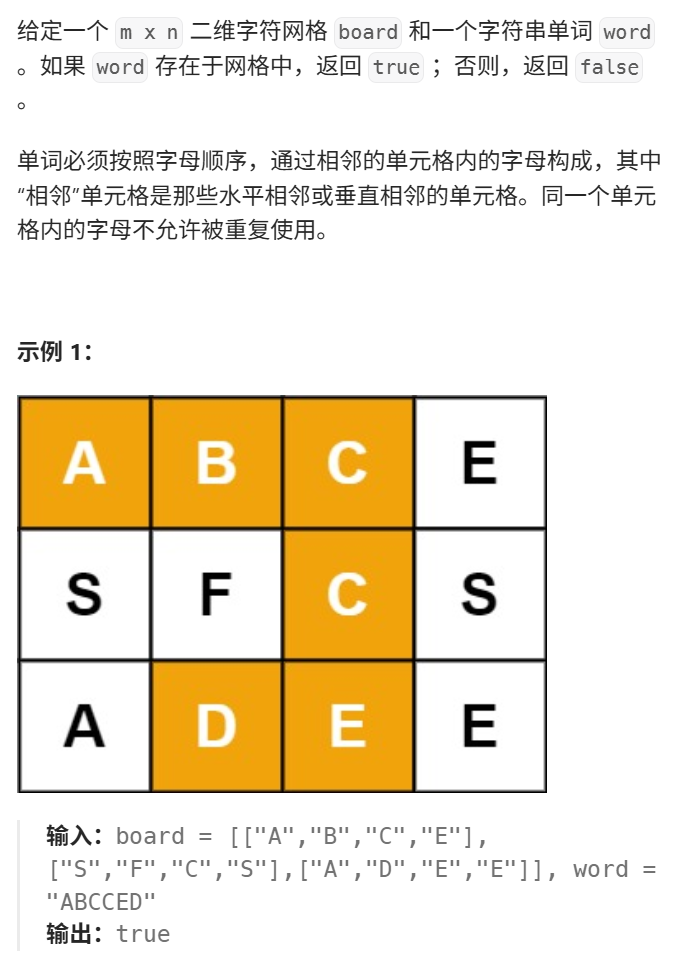 给定一个 m x n 二维字符网格 board 和一个字符串单词 word
。如果 word 存在于网格中，返回 true ；否则，返回 false
。
单词必须按照字母顺序，通过相邻的单元格内的字母构成，其中
“相邻”单元格是那些水平相邻或垂直相邻的单元格。同一个单元
格内的字母不允许被重复使用。
示例 1：
A B C E
S F C S
A D E E
输入：board = [["A","B","C","E"],
["S","F","C","S"],["A","D","E","E"]], word =
"ABCCED"
输出：true